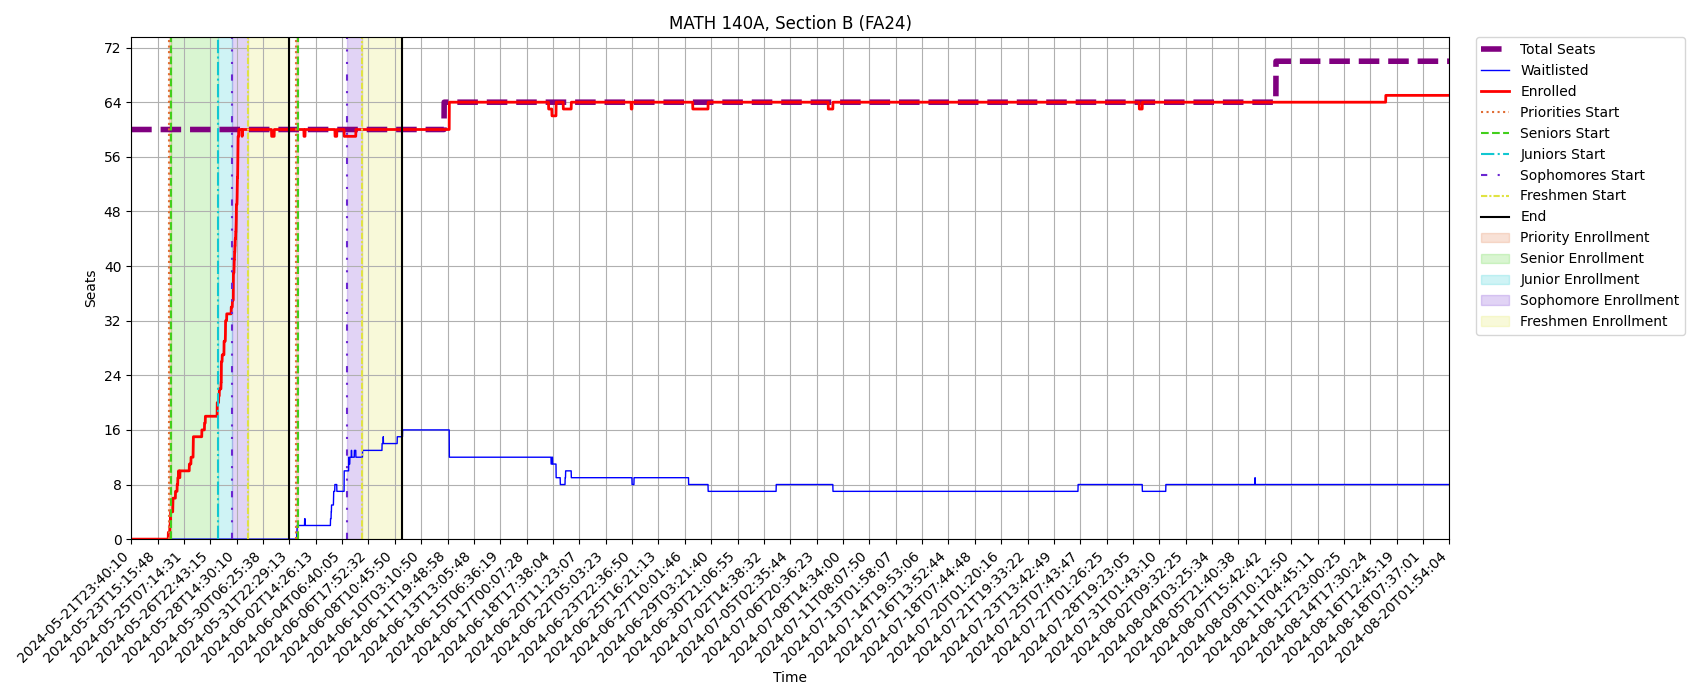 MATH 140A, Section B (FA24)
Seats
72
64
56
48
40
32
24
16
8
0
Total Seats
Waitlisted
Enrolled
Priorities Start
Seniors Start
Juniors Start
Sophomores Start
Freshmen Start
End
Priority Enrollment
Senior Enrollment
Junior Enrollment
Sophomore Enrollment
Freshmen Enrollment
2024-05-21T23:40:10
2024-05-23T15:15:48
2024-05-25T07:14:31
2024-05-26T22:43:15
2024-05-28T14:30:16
2024-05-30T06:25:38
2024-05-31T22:29:13
2024-06-02T14:26:13
2024-06-04T06:40:05
2024-06-06T17:52:32
2024-06-08T10:45:50
2024-06-10T03:10:50
2024-06-11T19:48:58
2024-06-13T13:05:48
2024-06-15T06:36:19
2024-06-17T00:07:28
2024-06-18T17:38:04
2024-06-20T11:23:07
2024-06-22T05:03:23
2024-06-23T22:36:50
2024-06-25T16:21:13
2024-06-27T10:01:46
2024-06-29T03:21:40
2024-06-30T21:06:55
2024-07-02T14:38:32
2024-07-05T02:35:44
2024-07-06T20:36:23
2024-07-08T14:34:00
2024-07-11T08:07:50
2024-07-13T01:58:07
2024-07-14T19:53:06
2024-07-16T13:52:44
2024-07-18T07:44:48
2024-07-20T01:20:16
2024-07-21T19:33:22
2024-07-23T13:42:49
2024-07-25T07:43:47
2024-07-27T01:26:25
2024-07-28T19:23:05
2024-07-31T01:43:10
2024-08-02T09:32:25
2024-08-04T03:25:34
2024-08-05T21:40:38
2024-08-07T15:42:42
2024-08-09T10:12:50
2024-08-11T04:45:11
2024-08-12T23:00:25
2024-08-14T17:30:24
2024-08-16T12:45:19
2024-08-18T07:37:01
2024-08-20T01:54:04
Time